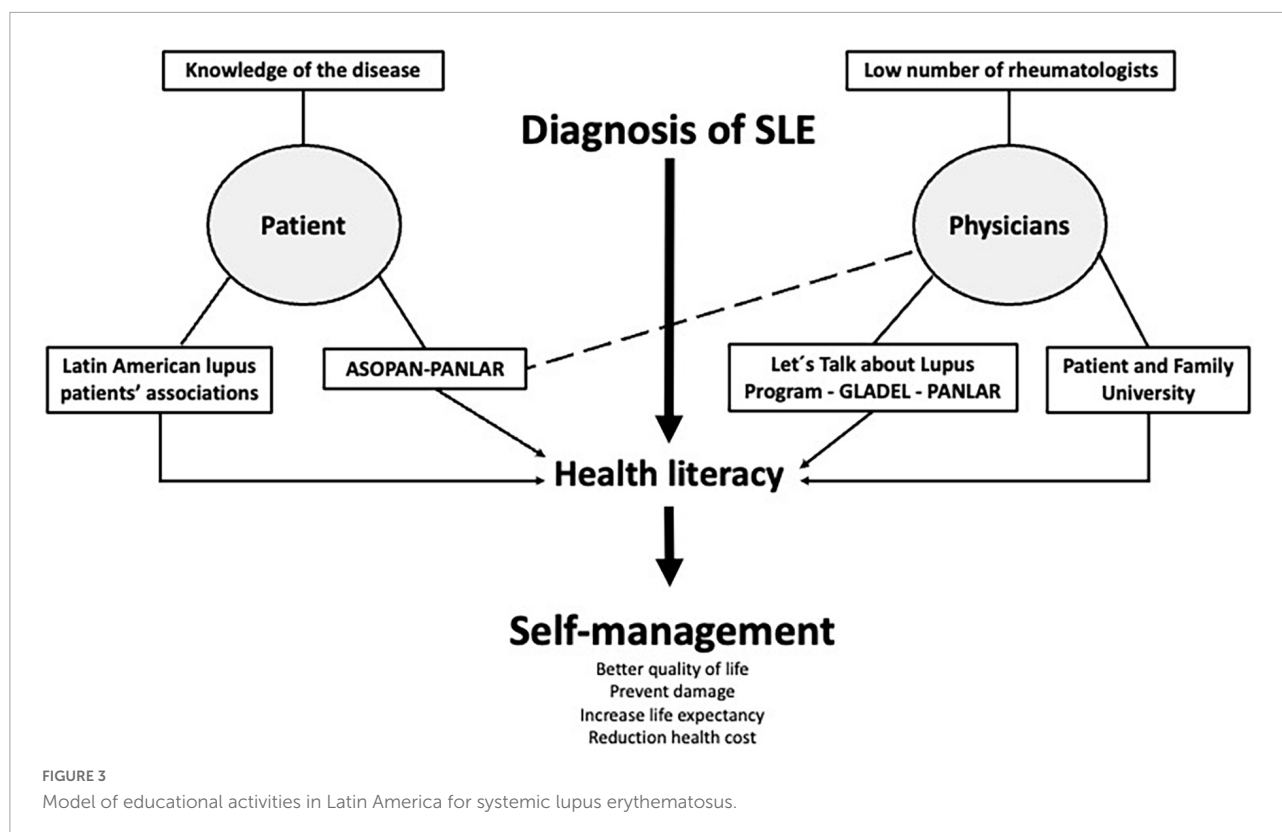 Knowledge of the disease
Low number of rheumatologists
Diagnosis of SLE
Patient
Physicians
Latin American lupus
patients’ associations
ASOPAN-PANLAR
Let´s Talk about Lupus
Program - GLADEL - PANLAR
Patient and Family
University
Health literacy
Self-management
Better quality of life
Prevent damage
Increase life expectancy
Reduction health cost
FIGURE 3
Model of educational activities in Latin America for systemic lupus erythematosus.